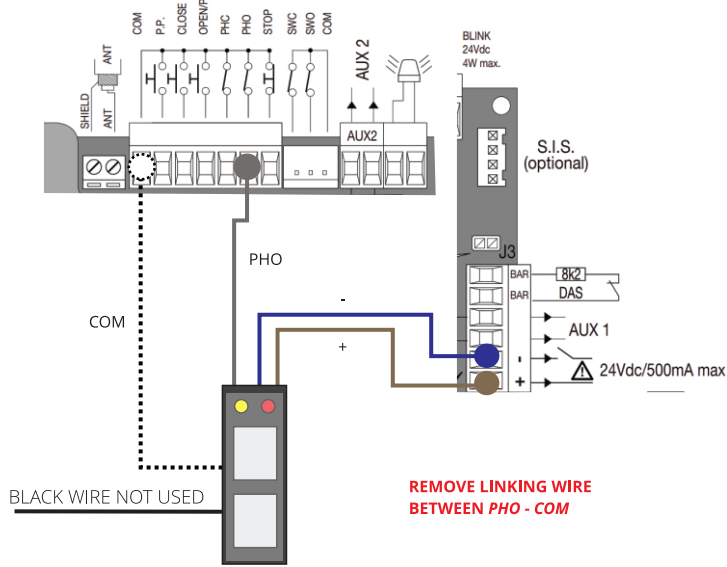 COM
P.P.
CLOSE
OPEN/P
PHC
PHO
STOP
SWC
SWO
COM
SHIELD
ANT
ANT
AUX 2
AUX2
BLINK
24Vdc
4W max.
S.I.S.
(optional)
J3
PHO
COM
-
+
BAR
8k2
BAR
DAS
AUX 1
-
+
24Vdc/500mA max
BLACK WIRE NOT USED
REMOVE LINKING WIRE
BETWEEN PHO - COM